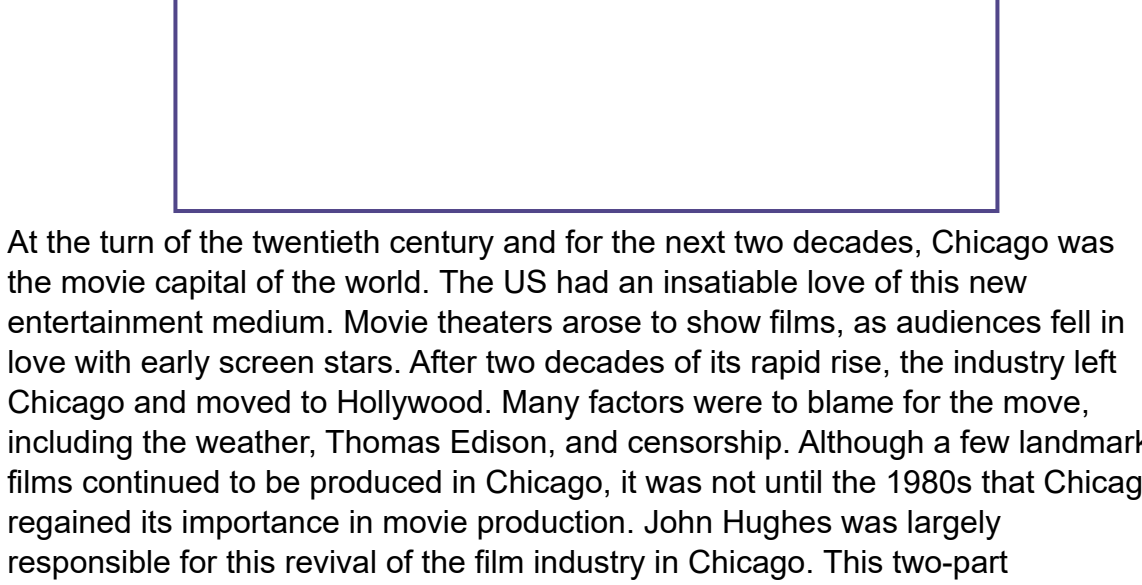 At the turn of the twentieth century and for the next two decades, Chicago was
the movie capital of the world. The US had an insatiable love of this new
entertainment medium. Movie theaters arose to show films, as audiences fell in
love with early screen stars. After two decades of its rapid rise, the industry left
Chicago and moved to Hollywood. Many factors were to blame for the move,
including the weather, Thomas Edison, and censorship. Although a few landmark
films continued to be produced in Chicago, it was not until the 1980s that Chicag
regained its importance in movie production. John Hughes was largely
responsible for this revival of the film industry in Chicago. This two-part